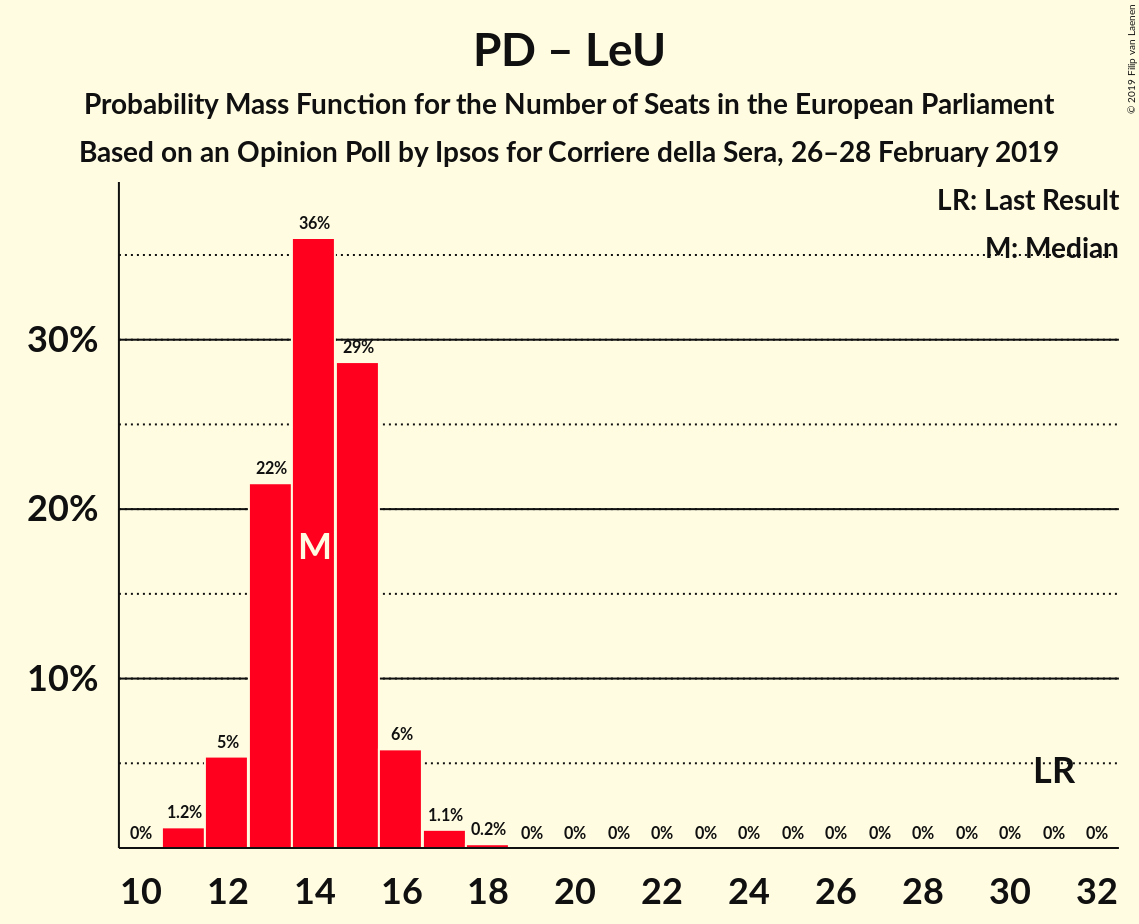 PD – LeU
Probability Mass Function for the Number of Seats in the European Parliament
Based on an Opinion Poll by Ipsos for Corriere della Sera, 26–28 February 2019
© 2019 Filip van Laenen
LR: Last Result
M: Median
36%
30%
29%
22%
20%
M
10%
6%
5%
LR
0%
1.2%
1.1%
0.2%
0% 0% 0% 0% 0% 0% 0% 0% 0% 0% 0% 0% 0% 0%
10 12 14 16 18 20 22 24 26 28 30 32